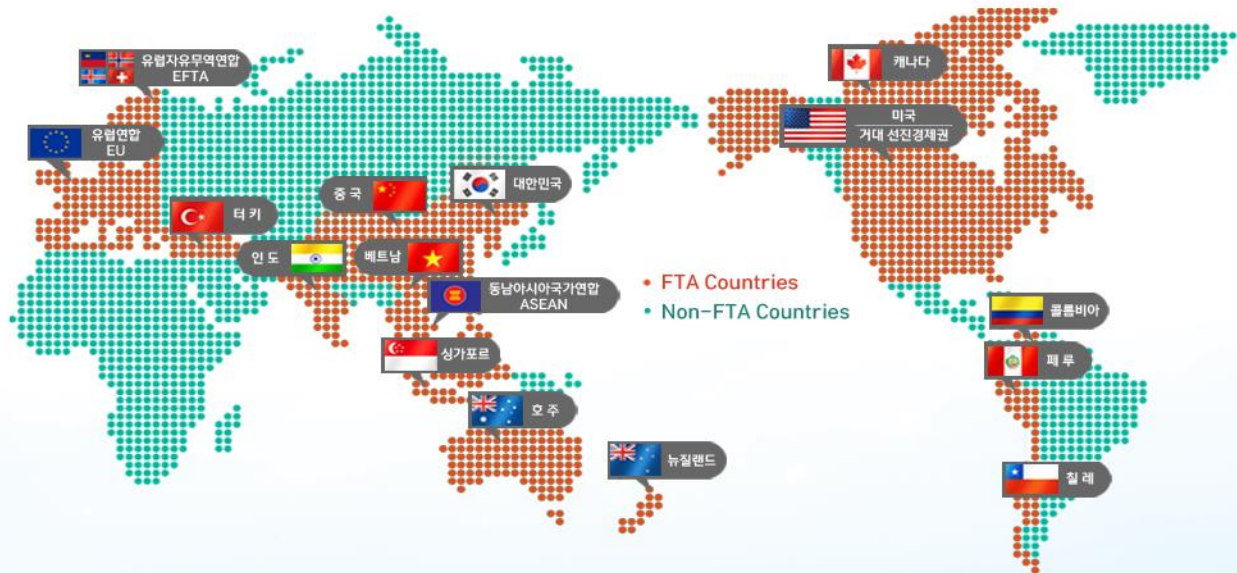 유럽자유무역연합
EFTA
캐나다
미국
거대 선진경제권
유럽연합
EU
중 국
대한민국
터 키
인 도
베트남
동남아시아국가연합
ASEAN
• FTA Countries
• Non-FTA Countries
콜롬비아
싱가포르
페 루
호 주
뉴질랜드
칠 레